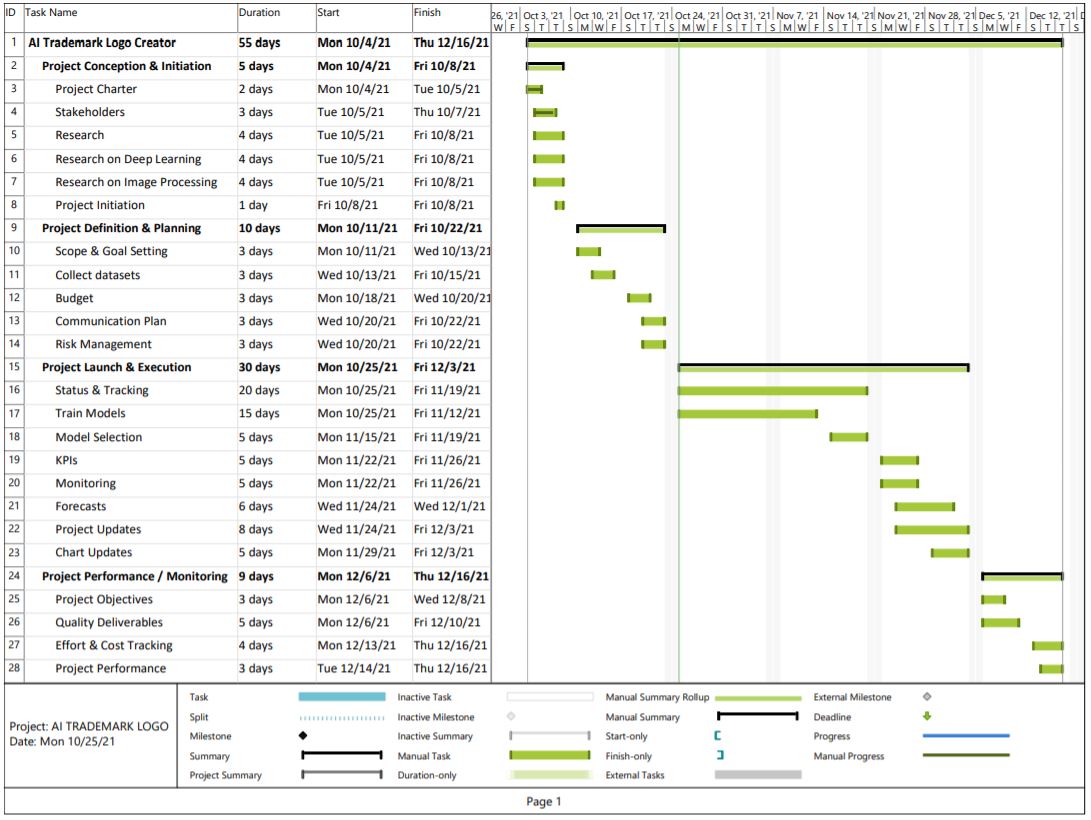 ID Task Name Duration Start Finish 26, '21 Oct 3, '21 Oct 10, '21 Oct 17, '21 Oct 24, '21 Oct 31, '21 Nov 7, '21 Nov 14, '21 Nov 21, '21 Nov 28, '21 Dec 5, '21 Dec 12, '21
W F S T T S M W F S T T S M W F S T T S M W F S T T S M W F S T T S M W F S
1 AI Trademark Logo Creator 55 days Mon 10/4/21 Thu 12/16/21
2 Project Conception & Initiation 5 days Mon 10/4/21 Fri 10/8/21
3 Project Charter 2 days Mon 10/4/21 Tue 10/5/21
4 Stakeholders 3 days Tue 10/5/21 Thu 10/7/21
5 Research 4 days Tue 10/5/21 Fri 10/8/21
6 Research on Deep Learning 4 days Tue 10/5/21 Fri 10/8/21
7 Research on Image Processing 4 days Tue 10/5/21 Fri 10/8/21
8 Project Initiation 1 day Fri 10/8/21 Fri 10/8/21
9 Project Definition & Planning 10 days Mon 10/11/21 Fri 10/22/21
10 Scope & Goal Setting 3 days Mon 10/11/21 Wed 10/13/21
11 Collect datasets 3 days Wed 10/13/21 Fri 10/15/21
12 Budget 3 days Mon 10/18/21 Wed 10/20/21
13 Communication Plan 3 days Wed 10/20/21 Fri 10/22/21
14 Risk Management 3 days Wed 10/20/21 Fri 10/22/21
15 Project Launch & Execution 30 days Mon 10/25/21 Fri 12/3/21
16 Status & Tracking 20 days Mon 10/25/21 Fri 11/19/21
17 Train Models 15 days Mon 10/25/21 Fri 11/12/21
18 Model Selection 5 days Mon 11/15/21 Fri 11/19/21
19 KPIs 5 days Mon 11/22/21 Fri 11/26/21
20 Monitoring 5 days Mon 11/22/21 Fri 11/26/21
21 Forecasts 6 days Wed 11/24/21 Wed 12/1/21
22 Project Updates 8 days Wed 11/24/21 Fri 12/3/21
23 Chart Updates 5 days Mon 11/29/21 Fri 12/3/21
24 Project Performance / Monitoring 9 days Mon 12/6/21 Thu 12/16/21
25 Project Objectives 3 days Mon 12/6/21 Wed 12/8/21
26 Quality Deliverables 5 days Mon 12/6/21 Fri 12/10/21
27 Effort & Cost Tracking 4 days Mon 12/13/21 Thu 12/16/21
28 Project Performance 3 days Tue 12/14/21 Thu 12/16/21
Project: AI TRADEMARK LOGO
Date: Mon 10/25/21
Task Inactive Task Manual Summary Rollup External Milestone
Split Inactive Milestone Manual Summary Deadline
Milestone Inactive Summary Start-only Progress
Summary Manual Task Finish-only Manual Progress
Project Summary Duration-only External Tasks
Page 1